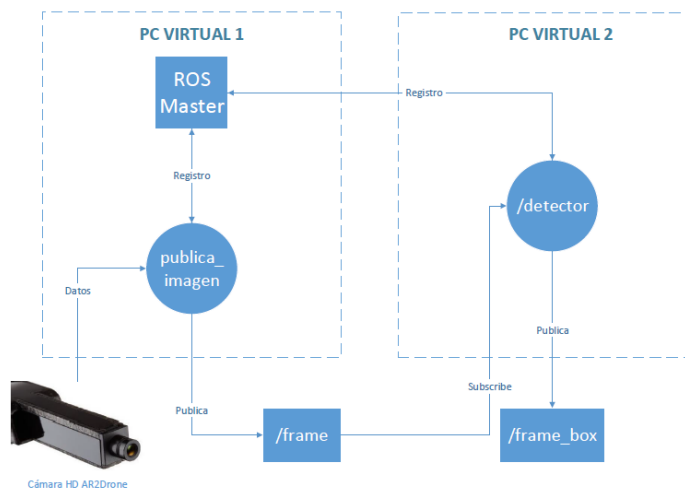 PC VIRTUAL 1
PC VIRTUAL 2
ROS
Master
Registro
Registro
/detector
publica_
imagen
Datos
Publica
Publica
Subscribe
/frame
/frame_box
Cámara HD AR2Drone